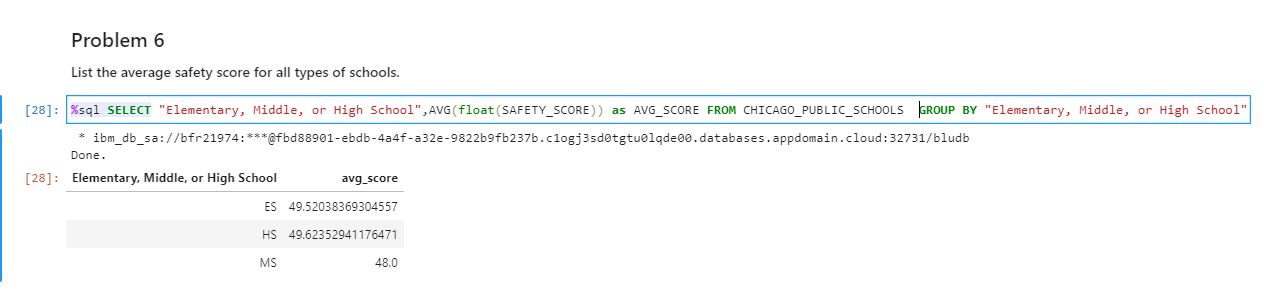 Problem 6
List the average safety score for all types of schools.
[28]: %sql SELECT "Elementary, Middle, or High School",AVG(float(SAFETY_SCORE)) as AVG_SCORE FROM CHICAGO_PUBLIC_SCHOOLS  GROUP BY "Elementary, Middle, or High School"
* ibm_db_sa://bfr21974:***@fbd88901-ebdb-4a4f-a32e-9822b9fb237b.c1ogj3sd0tgtu0lqde00.databases.appdomain.cloud:32731/bludb
Done.
[28]: Elementary, Middle, or High School avg_score
ES 49.52038369304557
HS 49.62352941176471
MS 48.0